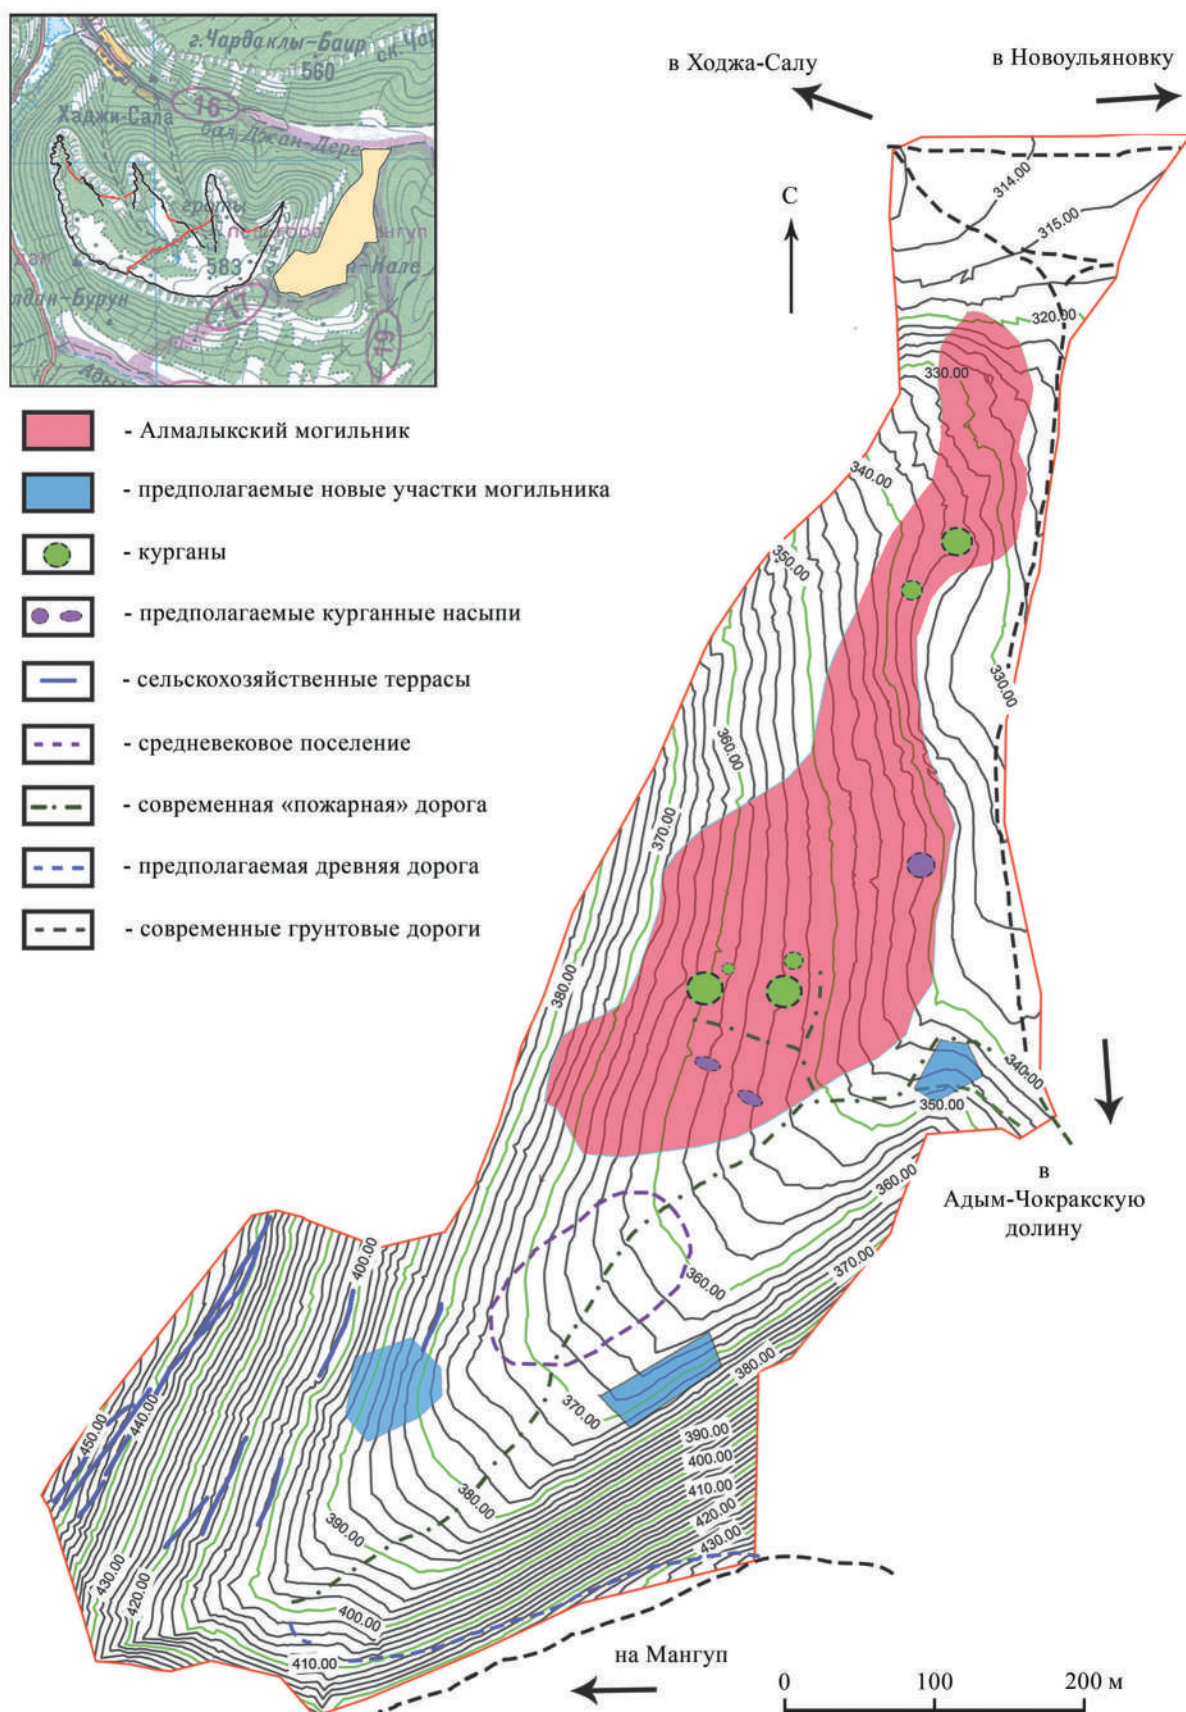 г. Чардаклы-Баир
560
16
Хаджи-Сала
бал. Джан-Дере
гроты
583
17
19
в Ходжа-Салу
в Новоульяновку
С
- Алмалыкский могильник
- предполагаемые новые участки могильника
- курганы
- предполагаемые курганные насыпи
- сельскохозяйственные террасы
- средневековое поселение
- современная «пожарная» дорога
- предполагаемая древняя дорога
- современные грунтовые дороги
314.00
315.00
320.00
330.00
340.00
350.00
330.00
360.00
370.00
380.00
340.00
350.00
в
Адым-Чокракскую
долину
360.00
370.00
400.00
360.00
380.00
370.00
450.00
440.00
390.00
400.00
410.00
420.00
430.00
380.00
390.00
430.00
420.00
400.00
410.00
на Мангуп
0 100 200 м